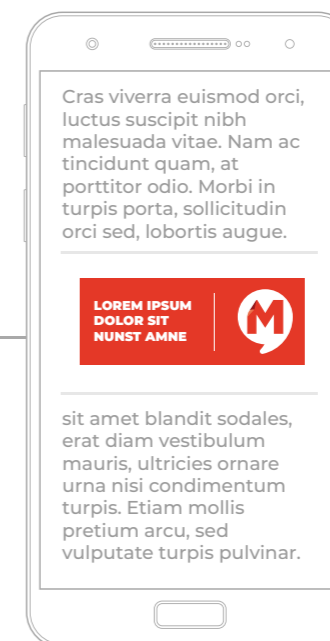 Cras viverra euismod orci,
luctus suscipit nibh
malesuada vitae. Nam ac
tincidunt quam, at
porttitor odio. Morbi in
turpis porta, sollicitudin
orci sed, lobortis augue.
LOREM IPSUM
DOLOR SIT
NUNST AMNE
M
sit amet blandit sodales,
erat diam vestibulum
mauris, ultricies ornare
urna nisi condimentum
turpis. Etiam mollis
pretium arcu, sed
vulputate turpis pulvinar.